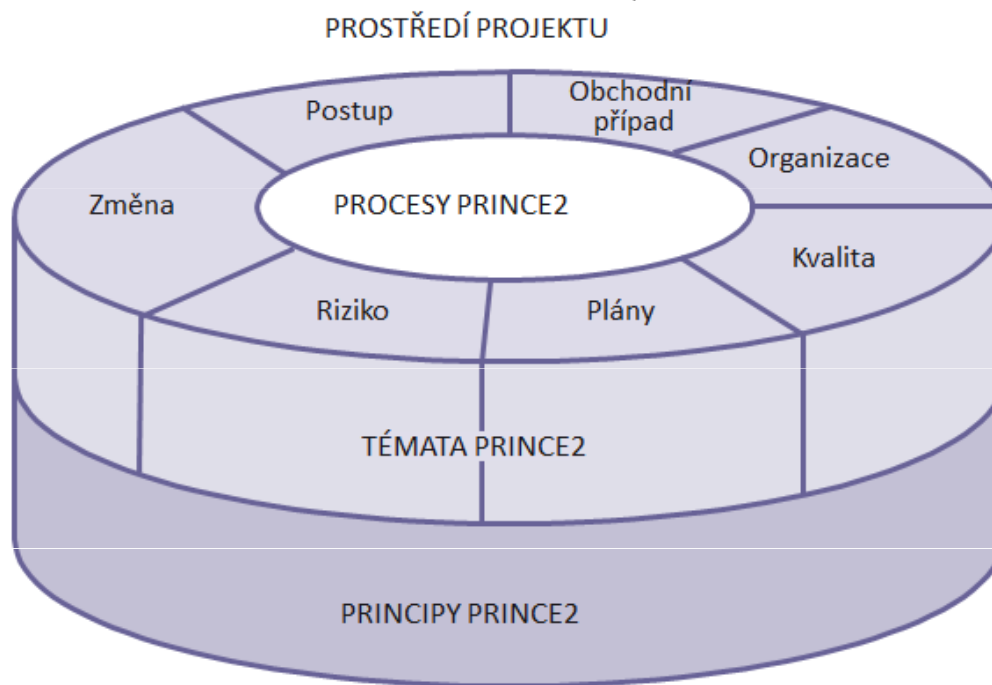 PROSTŘEDÍ PROJEKTU
Postup
Obchodní
případ
Organizace
Změna
PROCESY PRINCE2
Kvalita
Riziko
Plány
TÉMATA PRINCE2
PRINCIPY PRINCE2